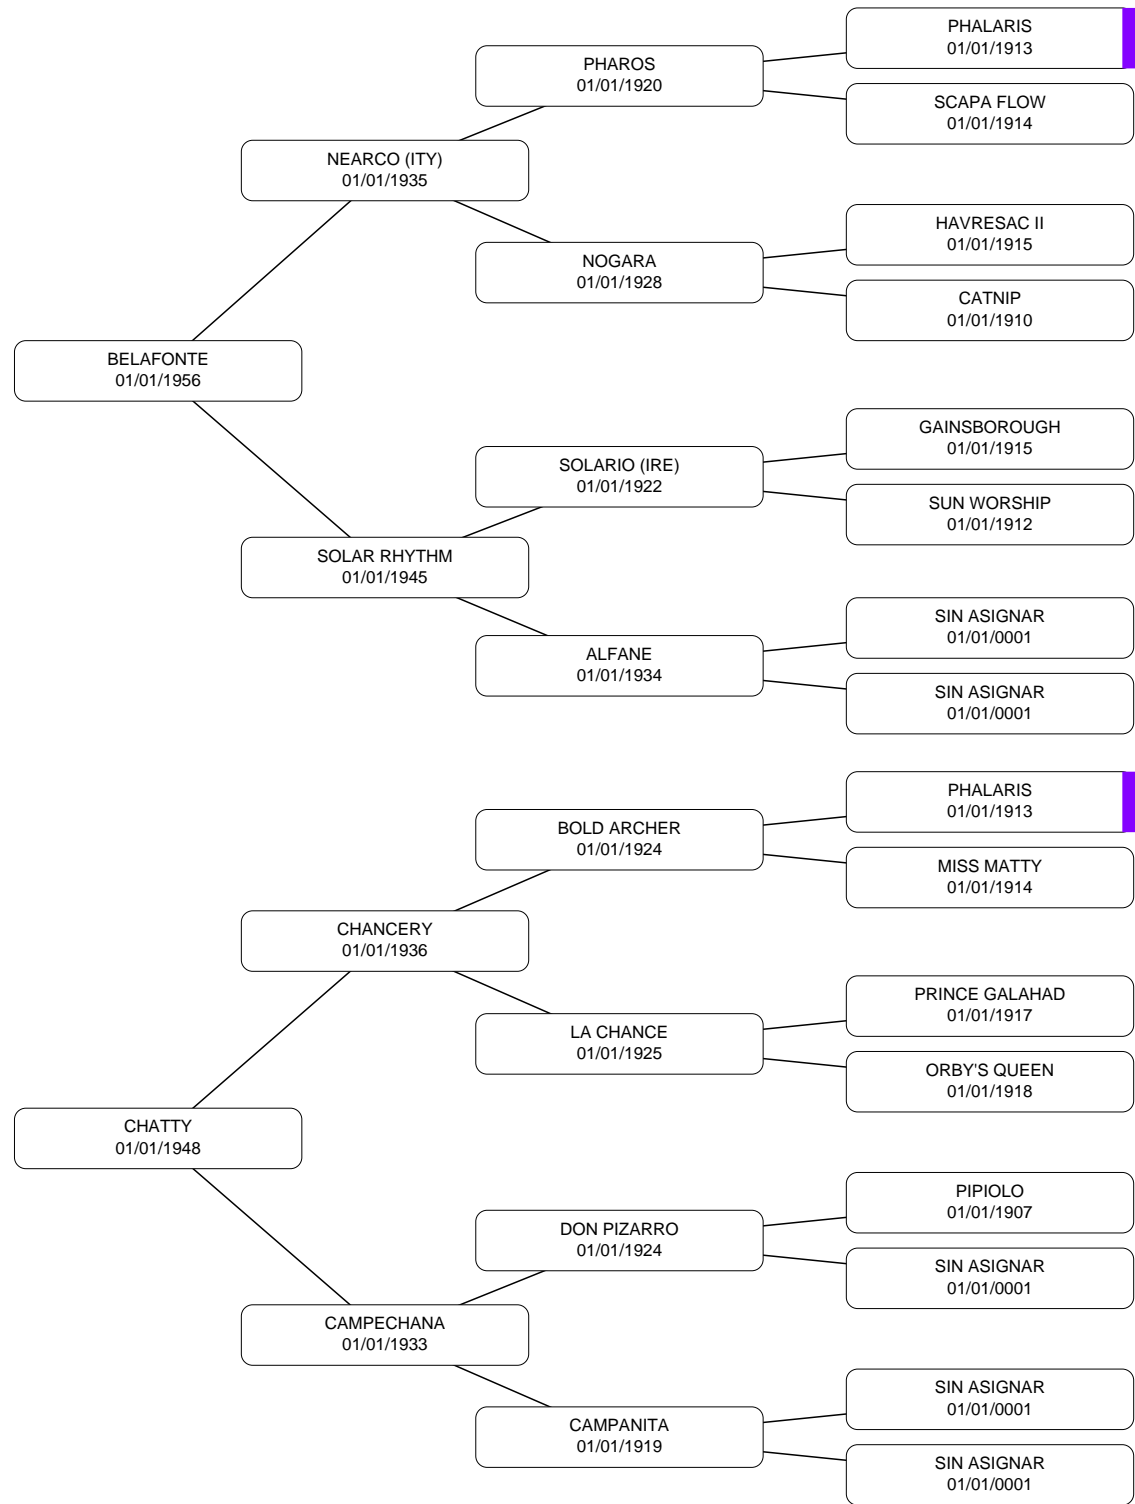 PHALARIS
01/01/1913
PHAROS
01/01/1920
SCAPA FLOW
01/01/1914
NEARCO (ITY)
01/01/1935
HAVRESAC II
01/01/1915
NOGARA
01/01/1928
CATNIP
01/01/1910
BELAFONTE
01/01/1956
GAINSBOROUGH
01/01/1915
SOLARIO (IRE)
01/01/1922
SUN WORSHIP
01/01/1912
SOLAR RHYTHM
01/01/1945
SIN ASIGNAR
01/01/0001
ALFANE
01/01/1934
SIN ASIGNAR
01/01/0001
PHALARIS
01/01/1913
BOLD ARCHER
01/01/1924
MISS MATTY
01/01/1914
CHANCERY
01/01/1936
PRINCE GALAHAD
01/01/1917
LA CHANCE
01/01/1925
ORBY'S QUEEN
01/01/1918
CHATTY
01/01/1948
PIPIOLO
01/01/1907
DON PIZARRO
01/01/1924
SIN ASIGNAR
01/01/0001
CAMPECHANA
01/01/1933
SIN ASIGNAR
01/01/0001
CAMPANITA
01/01/1919
SIN ASIGNAR
01/01/0001